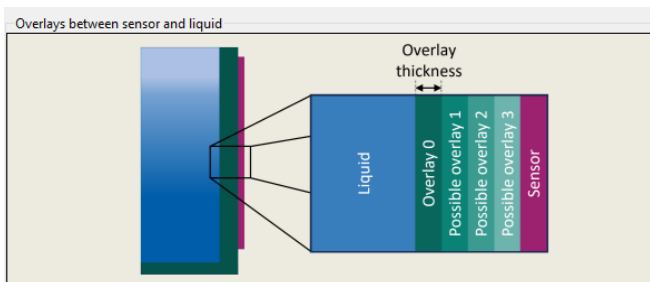 Overlays between sensor and liquid
Overlay
thickness
Liquid
Overlay 0
Possible overlay 1
Possible overlay 2
Possible overlay 3
Sensor